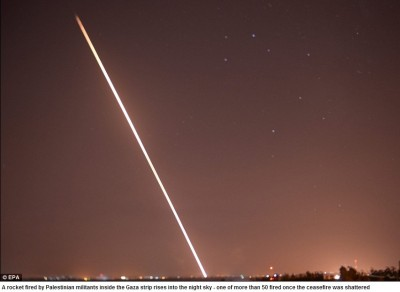 © EPA
A rocket fired by Palestinian militants inside the Gaza strip rises into the night sky - one of more than 50 fired once the ceasefire was shattered